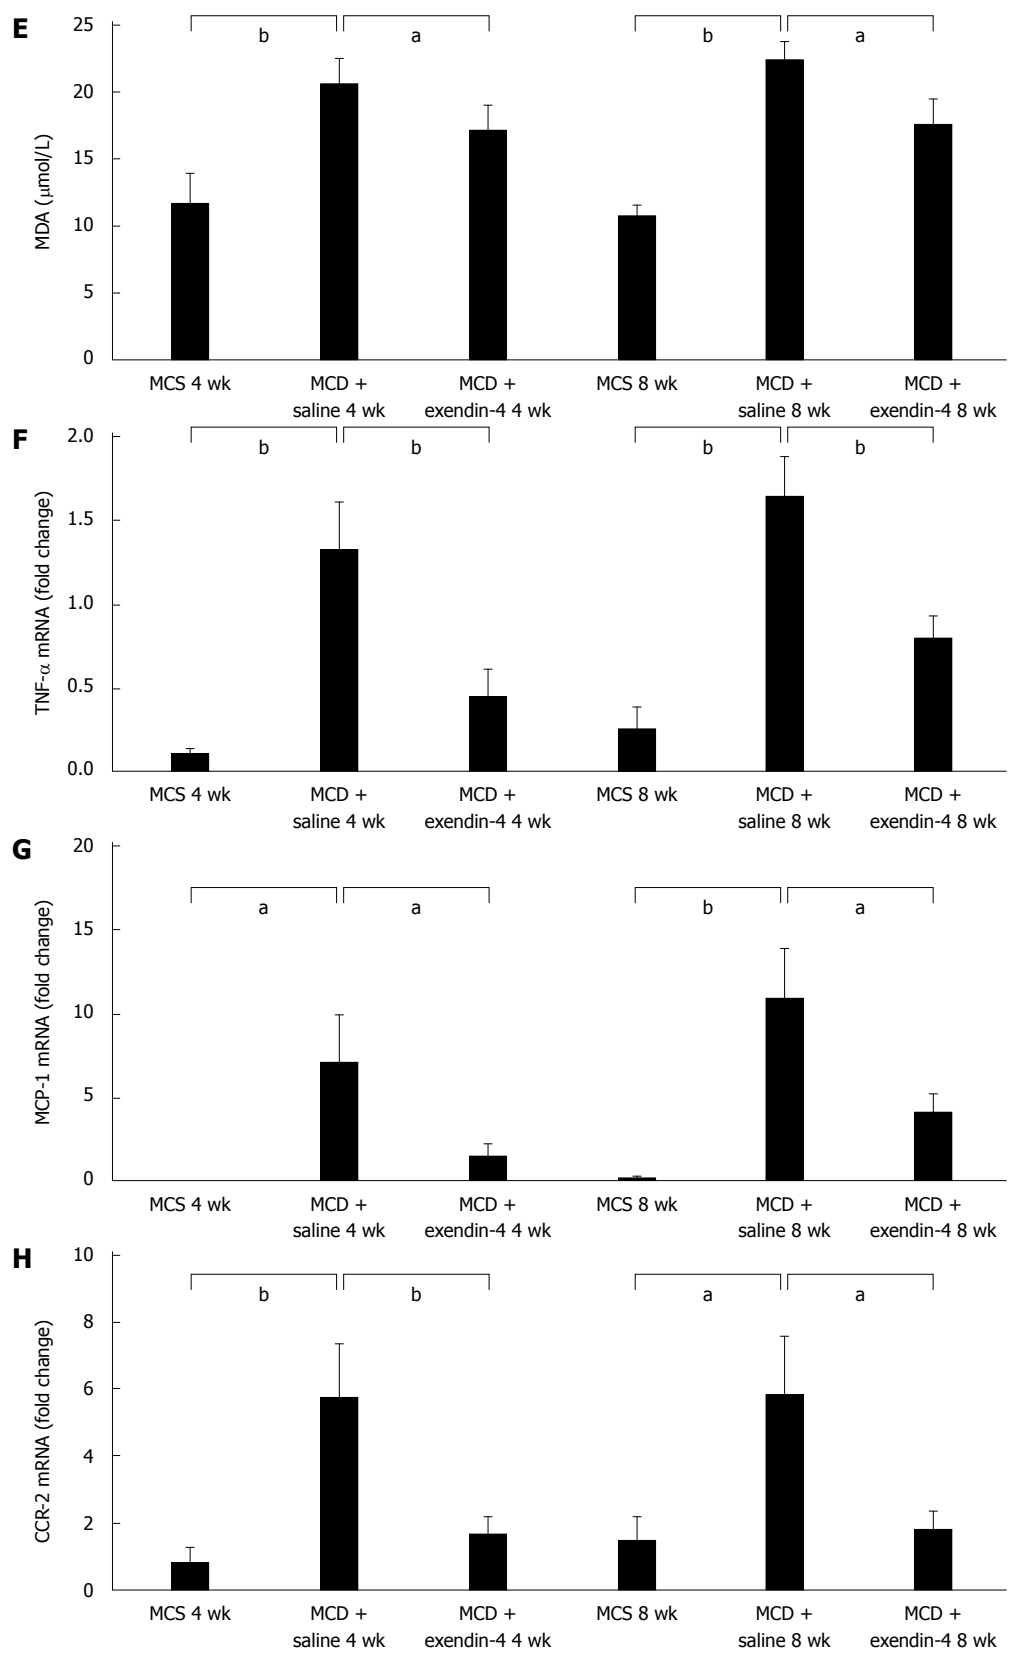 E
25
20
15
10
5
0
MDA (μmol/L)
b
a
b
a
MCS 4 wk
MCD +
saline 4 wk
MCD +
exendin-4 4 wk
MCS 8 wk
MCD +
saline 8 wk
MCD +
exendin-4 8 wk
F
2.0
1.5
1.0
0.5
0.0
TNF-α mRNA (fold change)
b
b
b
b
MCS 4 wk
MCD +
saline 4 wk
MCD +
exendin-4 4 wk
MCS 8 wk
MCD +
saline 8 wk
MCD +
exendin-4 8 wk
G
20
15
10
5
0
MCP-1 mRNA (fold change)
a
a
b
a
MCS 4 wk
MCD +
saline 4 wk
MCD +
exendin-4 4 wk
MCS 8 wk
MCD +
saline 8 wk
MCD +
exendin-4 8 wk
H
10
8
6
4
2
0
CCR-2 mRNA (fold change)
b
b
a
a
MCS 4 wk
MCD +
saline 4 wk
MCD +
exendin-4 4 wk
MCS 8 wk
MCD +
saline 8 wk
MCD +
exendin-4 8 wk